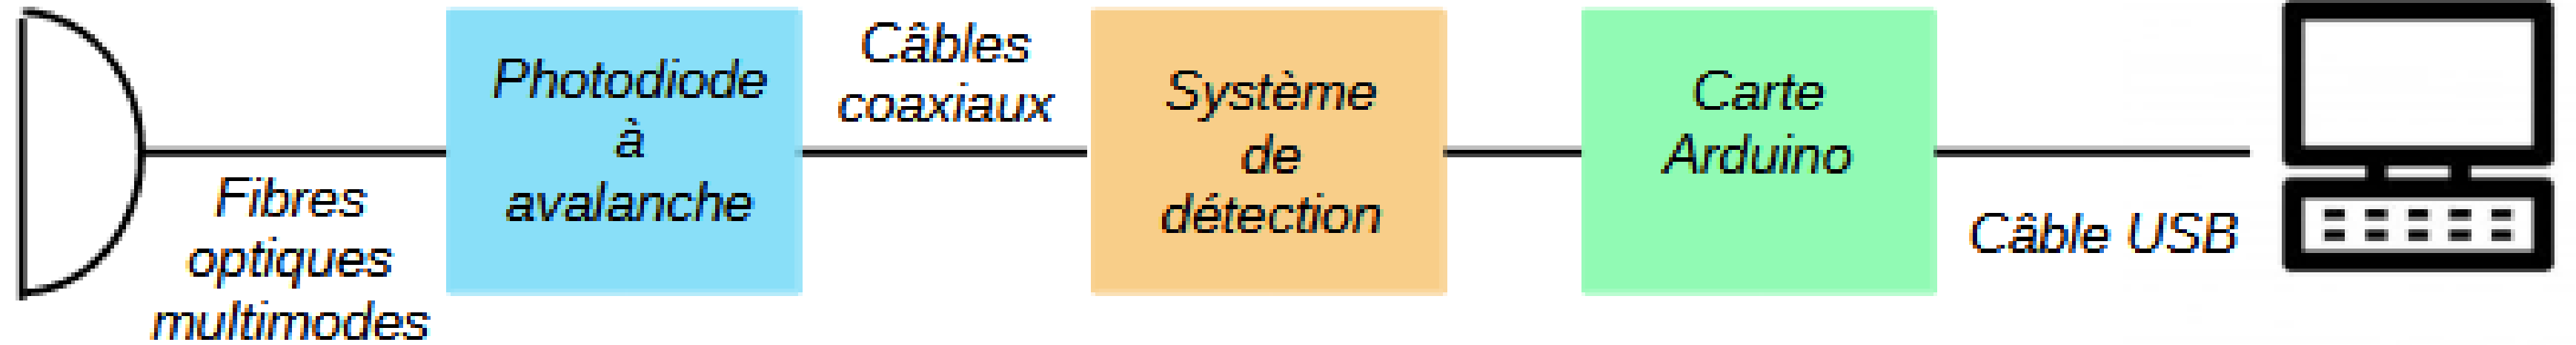 Fibres
optiques
multimodes
Photodiode
à
avalanche
Câbles
coaxiaux
Système
de
détection
Carte
Arduino
Câble USB